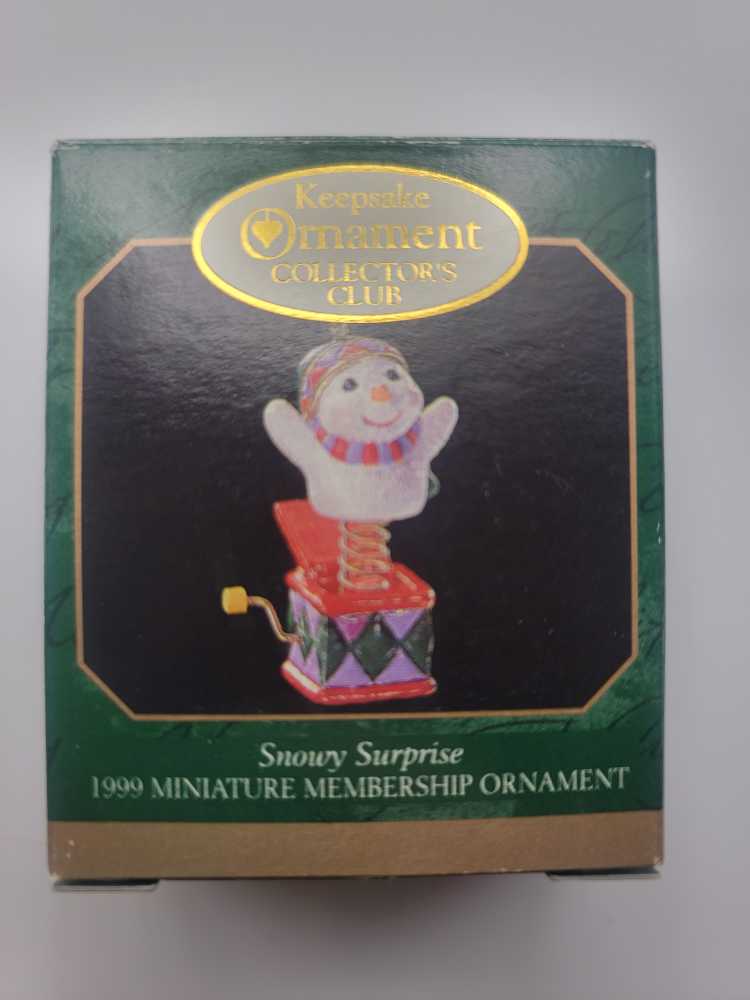 Keepsake
Ornament
COLLECTOR'S
CLUB
Snowy Surprise
1999 MINIATURE MEMBERSHIP ORNAMENT